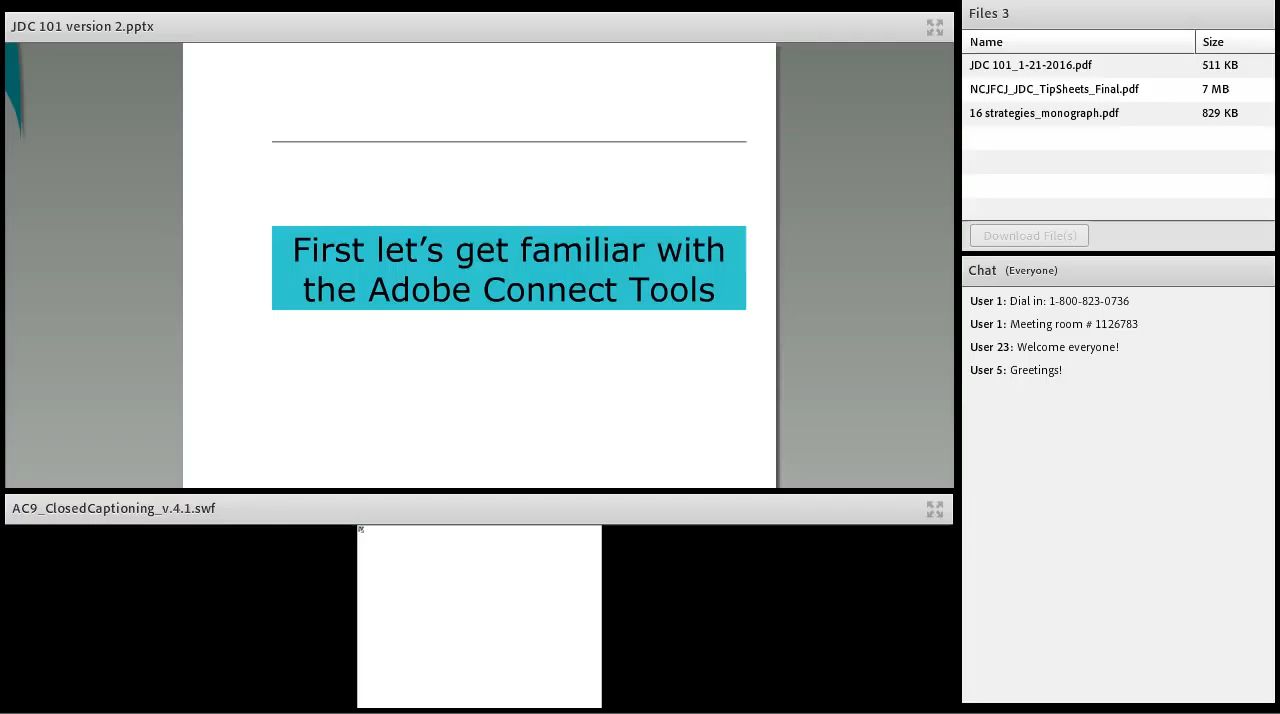 JDC 101 version 2.pptx
First let’s get familiar with
the Adobe Connect Tools
AC9_ClosedCaptioning_v.4.1.swf
Files 3
Name Size
JDC 101_1-21-2016.pdf 511 KB
NCJFCJ_JDC_TipSheets_Final.pdf 7 MB
16 strategies_monograph.pdf 829 KB
Download File(s)
Chat (Everyone)
User 1: Dial in: 1-800-823-0736
User 1: Meeting room # 1126783
User 23: Welcome everyone!
User 5: Greetings!